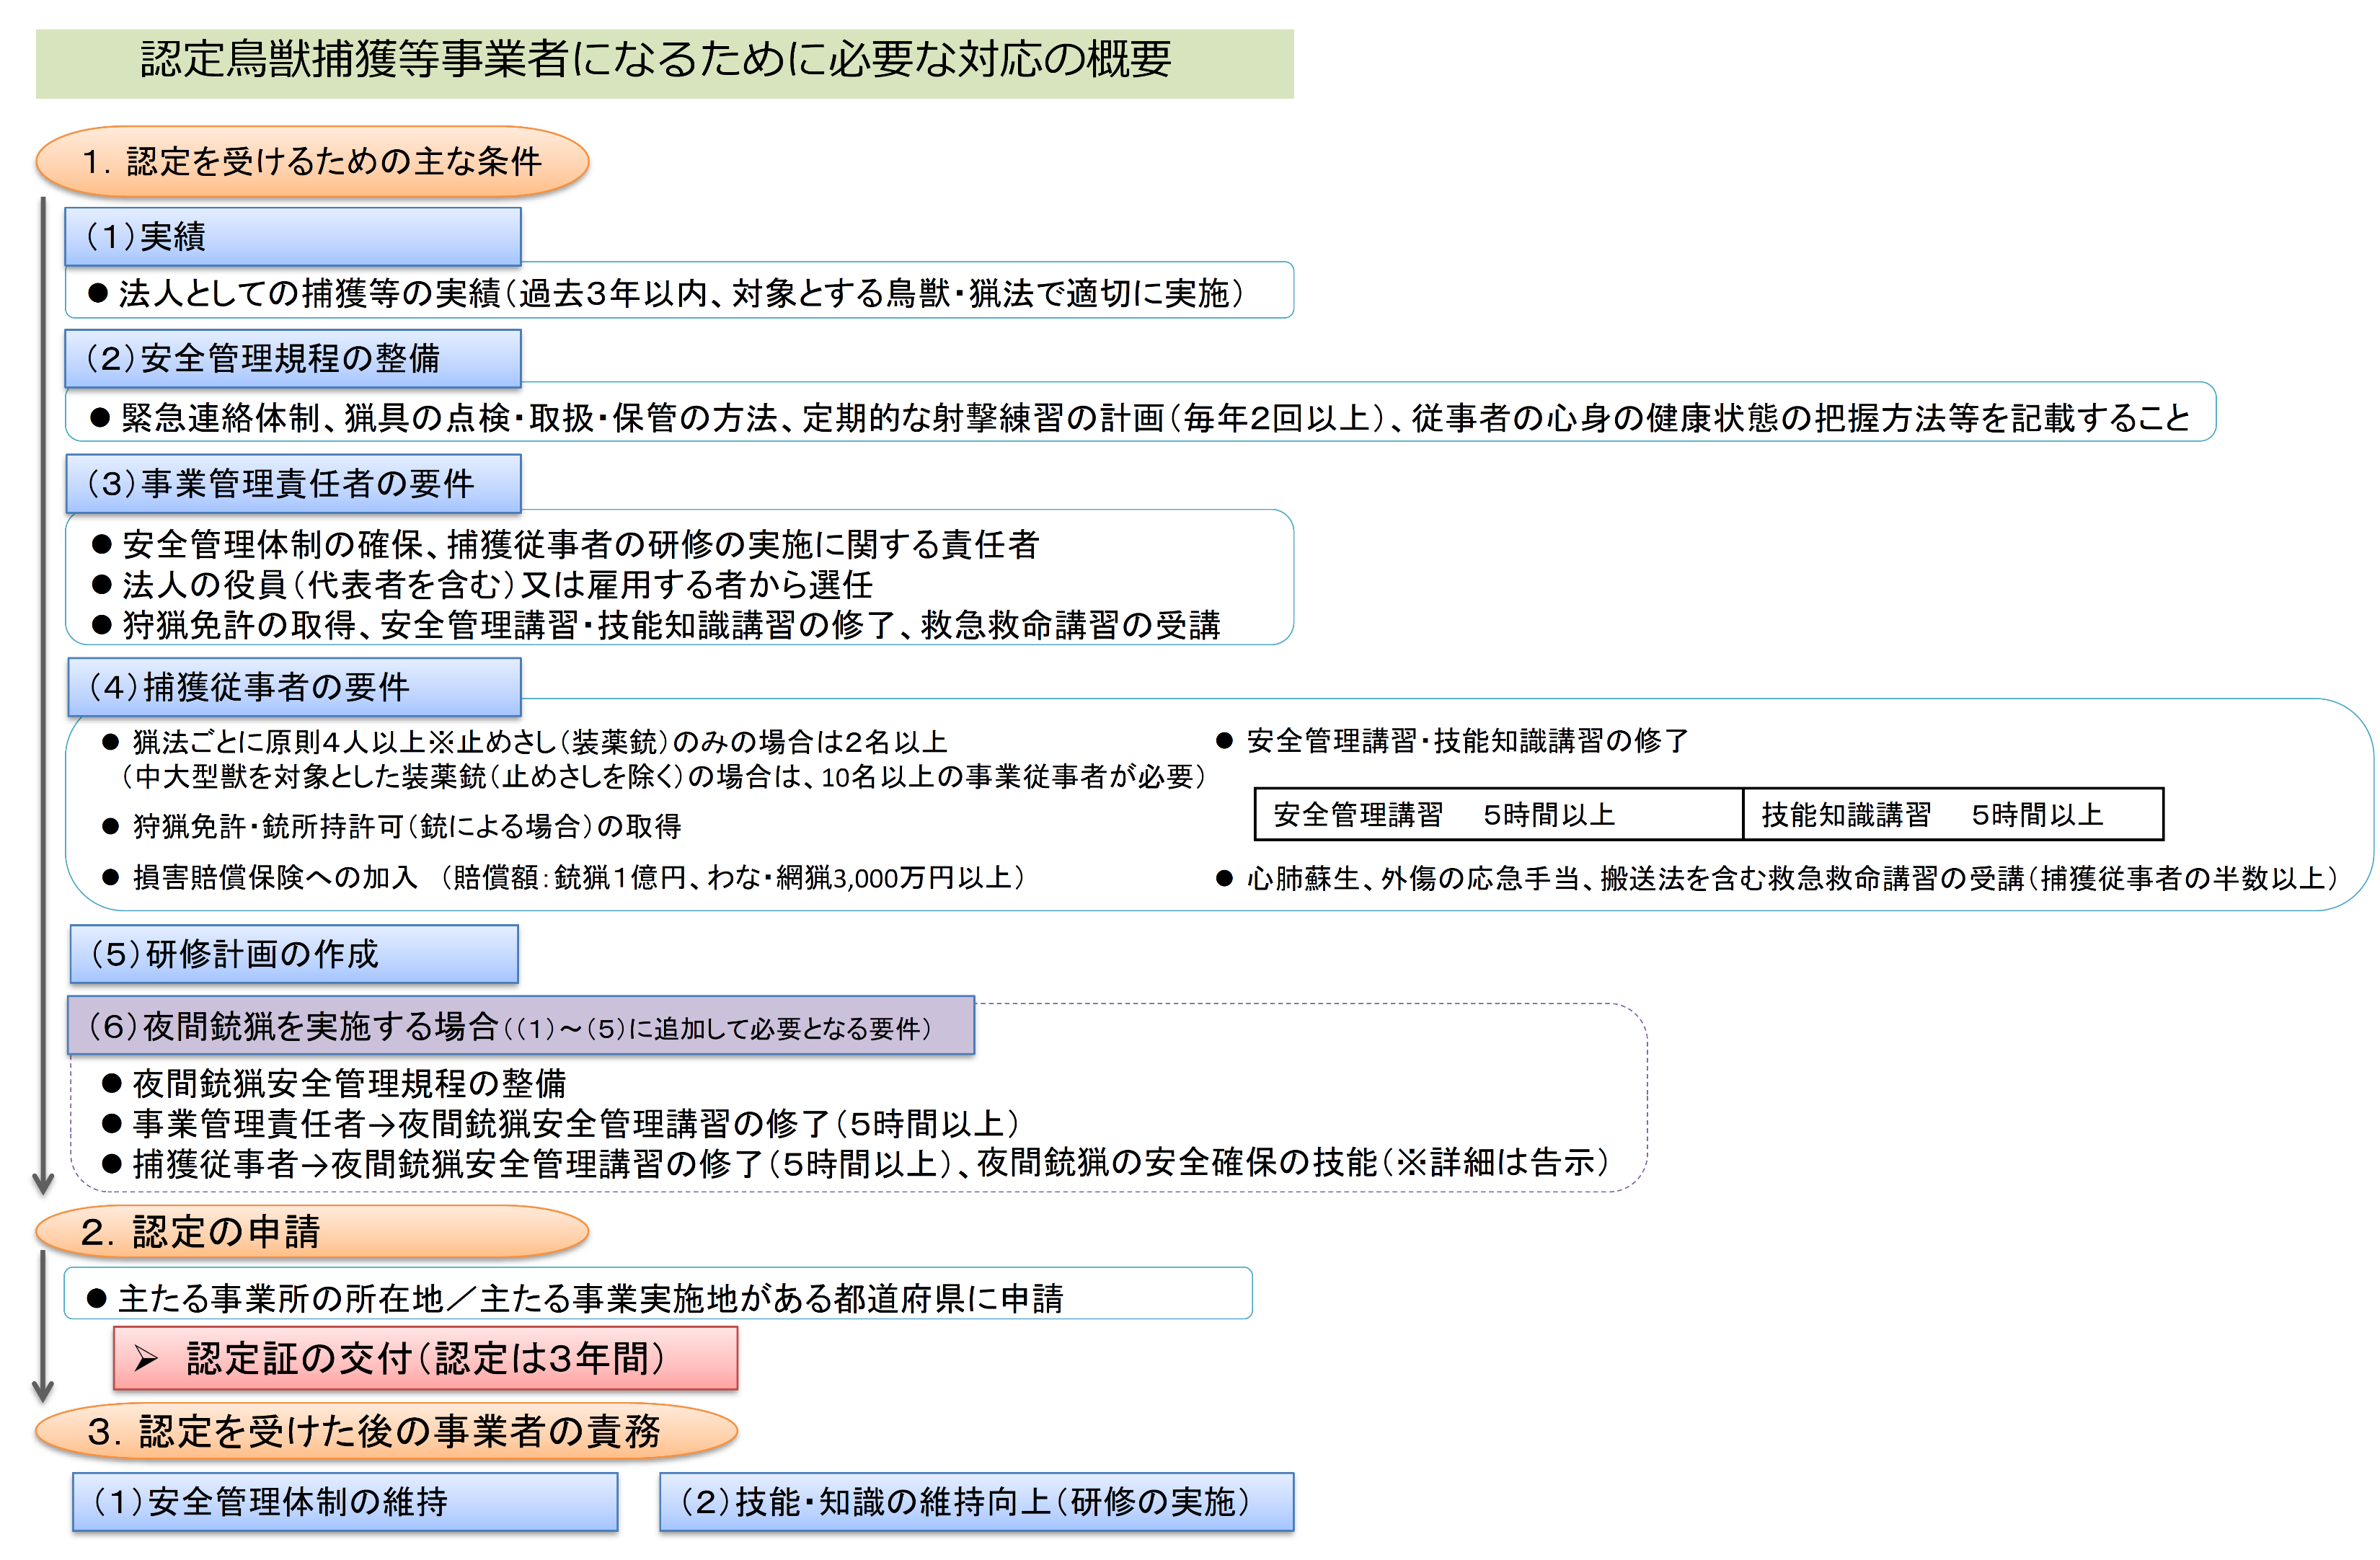 認定鳥獣捕獲等事業者になるために必要な対応の概要
１．認定を受けるための主な条件
（１）実績
● 法人としての捕獲等の実績（過去３年以内、対象とする鳥獣・猟法で適切に実施）
（２）安全管理規程の整備
● 緊急連絡体制、猟具の点検・取扱・保管の方法、定期的な射撃練習の計画（毎年２回以上）、従事者の心身の健康状態の把握方法等を記載すること
（３）事業管理責任者の要件
● 安全管理体制の確保、捕獲従事者の研修の実施に関する責任者
● 法人の役員（代表者を含む）又は雇用する者から選任
● 狩猟免許の取得、安全管理講習・技能知識講習の修了、救急救命講習の受講
（４）捕獲従事者の要件
● 猟法ごとに原則４人以上※止めさし（装薬銃）のみの場合は２名以上
（中大型獣を対象とした装薬銃（止めさしを除く）の場合は、10名以上の事業従事者が必要）
● 狩猟免許・銃所持許可（銃による場合）の取得
● 損害賠償保険への加入 （賠償額：銃猟１億円、わな・網猟3,000万円以上）
● 安全管理講習・技能知識講習の修了
安全管理講習 ５時間以上 技能知識講習 ５時間以上
● 心肺蘇生、外傷の応急手当、搬送法を含む救急救命講習の受講（捕獲従事者の半数以上）
（５）研修計画の作成
（６）夜間銃猟を実施する場合（（１）～（５）に追加して必要となる要件）
● 夜間銃猟安全管理規程の整備
● 事業管理責任者→夜間銃猟安全管理講習の修了（５時間以上）
● 捕獲従事者→夜間銃猟安全管理講習の修了（５時間以上）、夜間銃猟の安全確保の技能（※詳細は告示）
２．認定の申請
● 主たる事業所の所在地／主たる事業実施地がある都道府県に申請
➢ 認定証の交付（認定は３年間）
３．認定を受けた後の事業者の責務
（１）安全管理体制の維持
（２）技能・知識の維持向上（研修の実施）